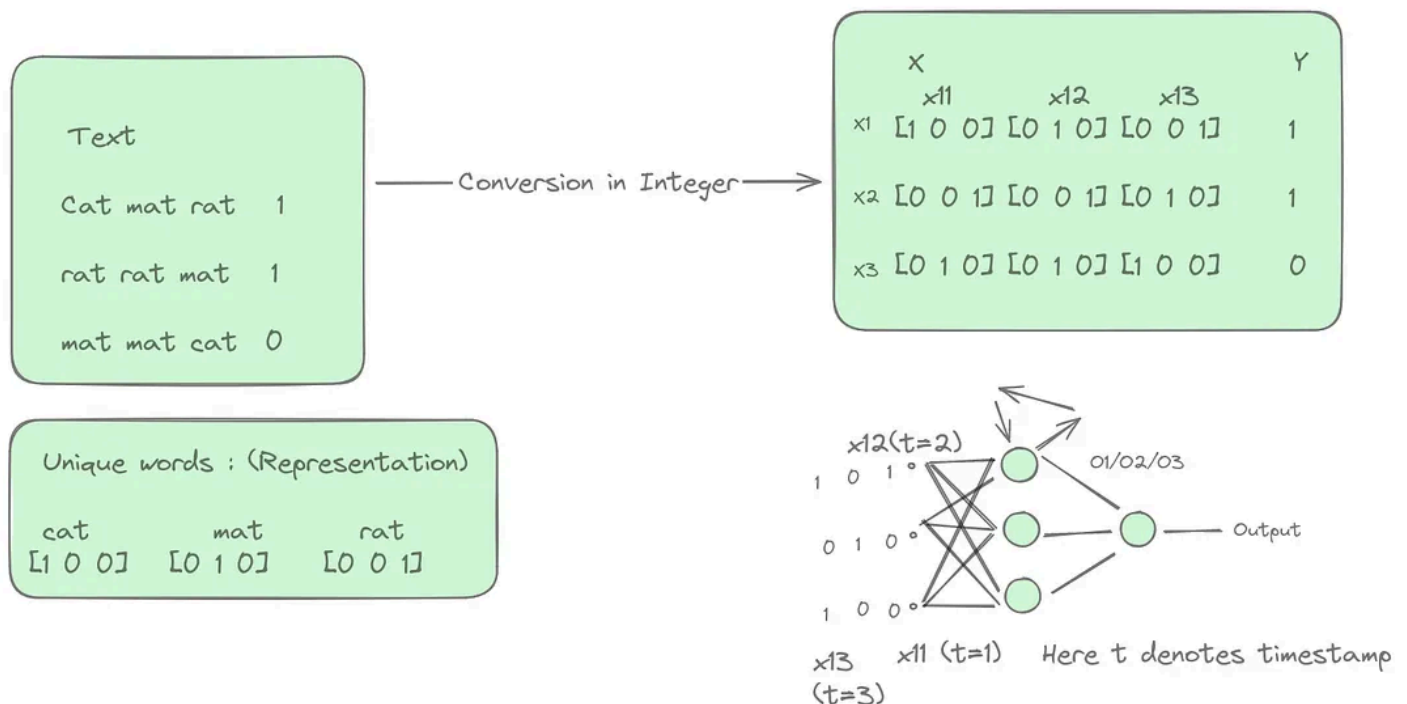 Text
Cat mat rat 1
rat rat mat 1
mat mat cat 0
Conversion in Integer
X Y
x11 x12 x13
x1 [1 0 0] [0 1 0] [0 0 1] 1
x2 [0 0 1] [0 0 1] [0 1 0] 1
x3 [0 1 0] [0 1 0] [1 0 0] 0
Unique words : (Representation)
cat mat rat
[1 0 0] [0 1 0] [0 0 1]
x12(t=2)
1 0 1
O1/O2/O3
0 1 0
Output
1 0 0
x13 x11 (t=1) Here t denotes timestamp
(t=3)